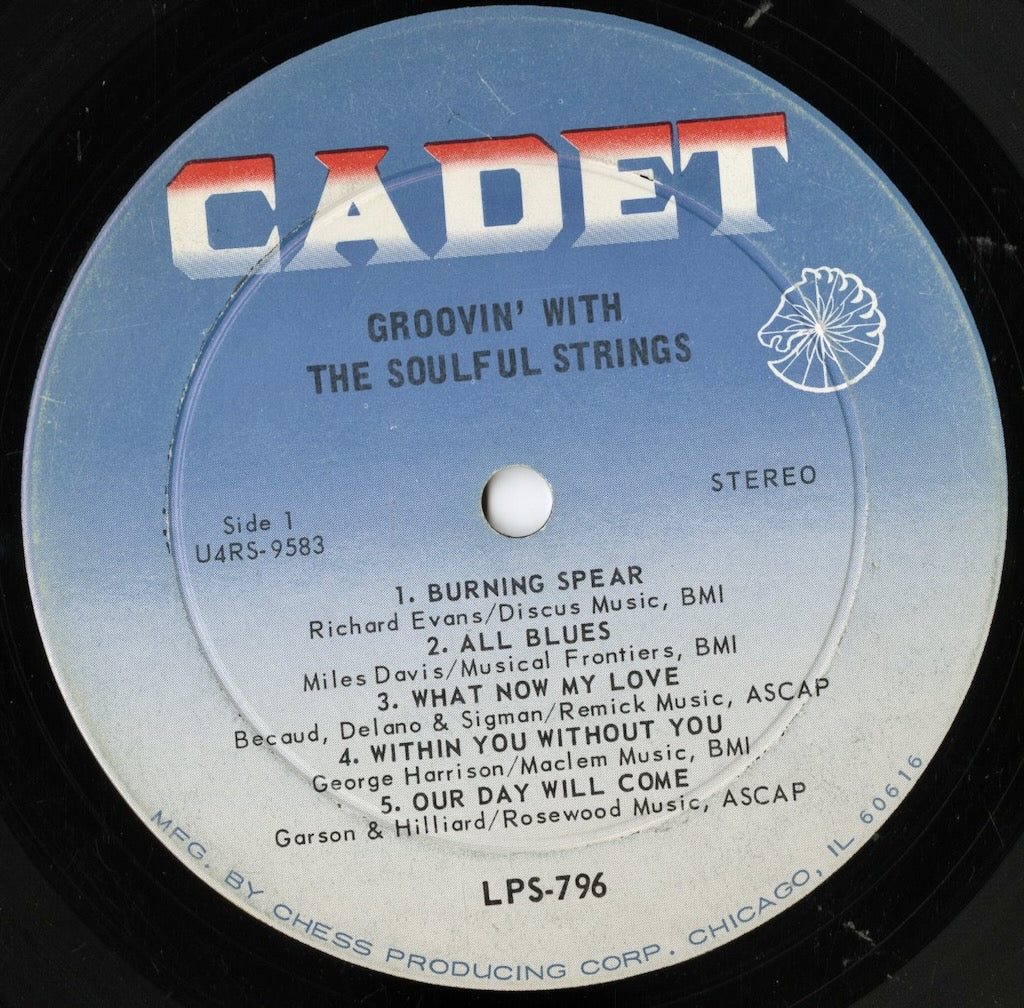 CADET
GROOVIN' WITH
THE SOULFUL STRINGS
STEREO
Side 1
U4RS-9583
1. BURNING SPEAR
Richard Evans/Discus Music, BMI
2. ALL BLUES
Miles Davis/Musical Frontiers, BMI
3. WHAT NOW MY LOVE
Becaud, Delano & Sigman/Remick Music, ASCAP
4. WITHIN YOU WITHOUT YOU
George Harrison/Maclem Music, BMI
5. OUR DAY WILL COME
Garson & Hilliard/Rosewood Music, ASCAP
LPS-796
MFG. BY CHESS PRODUCING CORP. CHICAGO, IL 60616